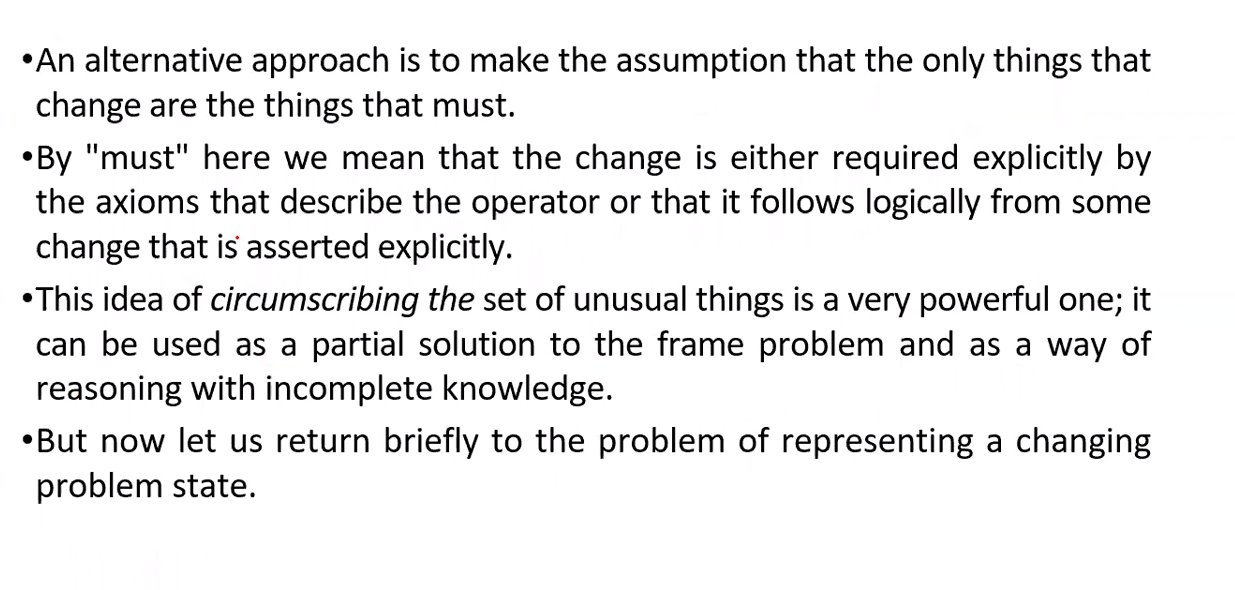 •An alternative approach is to make the assumption that the only things that
change are the things that must.
•By "must" here we mean that the change is either required explicitly by
the axioms that describe the operator or that it follows logically from some
change that is asserted explicitly.
•This idea of circumscribing the set of unusual things is a very powerful one; it
can be used as a partial solution to the frame problem and as a way of
reasoning with incomplete knowledge.
•But now let us return briefly to the problem of representing a changing
problem state.